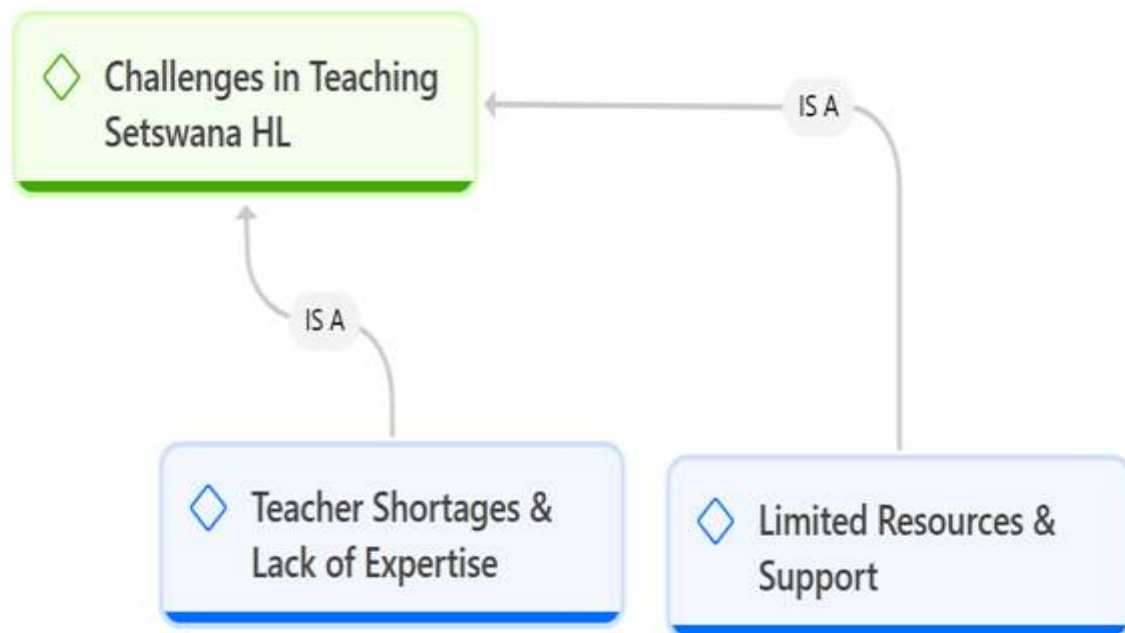 Challenges in Teaching
Setswana HL
IS A
IS A
Teacher Shortages &
Lack of Expertise
Limited Resources &
Support